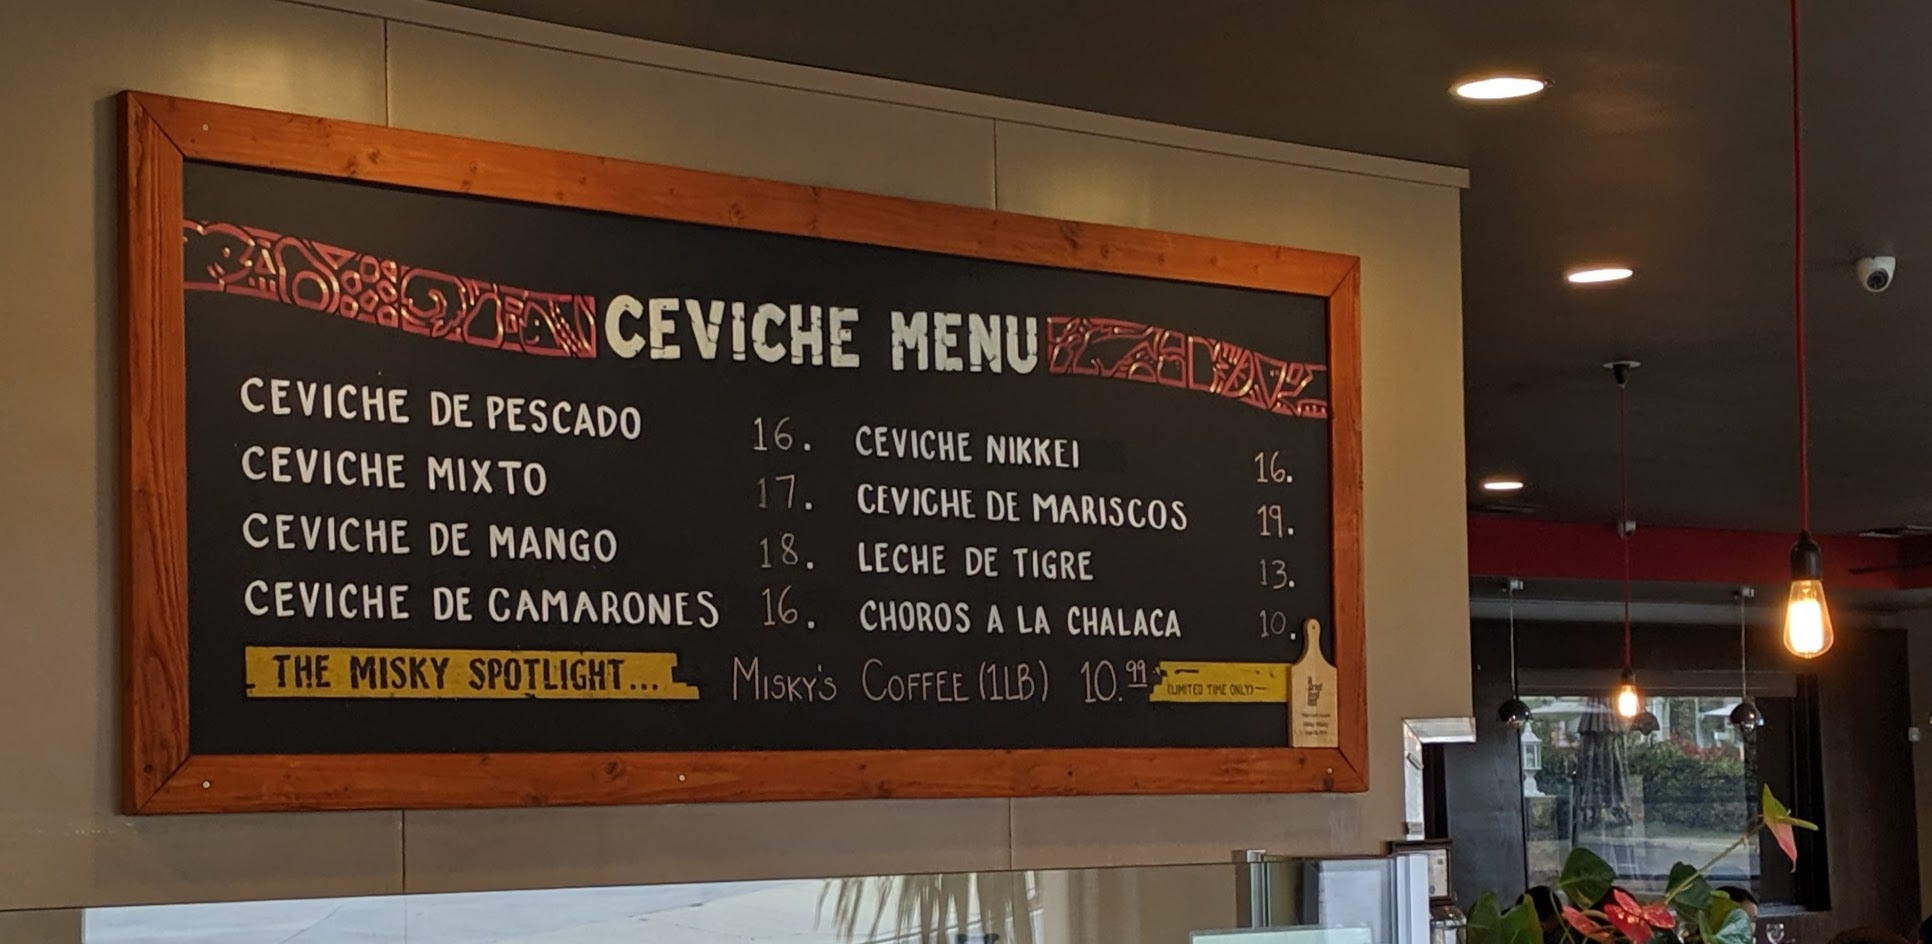 CEVICHE MENU
CEVICHE DE PESCADO 16.
CEVICHE MIXTO 17.
CEVICHE DE MANGO 18.
CEVICHE DE CAMARONES 16.
CEVICHE NIKKEI 16.
CEVICHE DE MARISCOS 19.
LECHE DE TIGRE 13.
CHOROS A LA CHALACA 10.
THE MISKY SPOTLIGHT... MISKY'S COFFEE (1LB) 10.99 (LIMITED TIME ONLY)